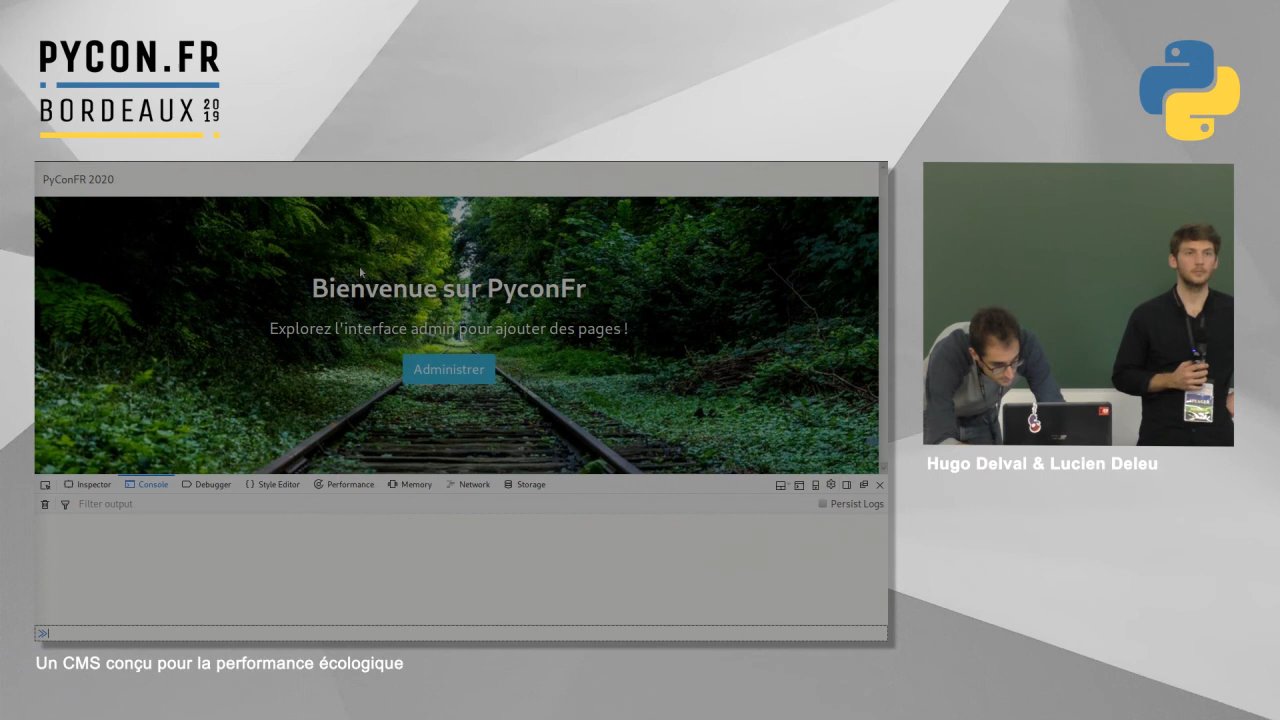 PYCON.FR
BORDEAUX 2019
PyConFR 2020
Bienvenue sur PyconFr
Explorez l'interface admin pour ajouter des pages !
Administrer
Inspector Console Debugger {} Style Editor Performance Memory Network Storage
Filter output Persist Logs
Hugo Delval & Lucien Deleu
Un CMS conçu pour la performance écologique